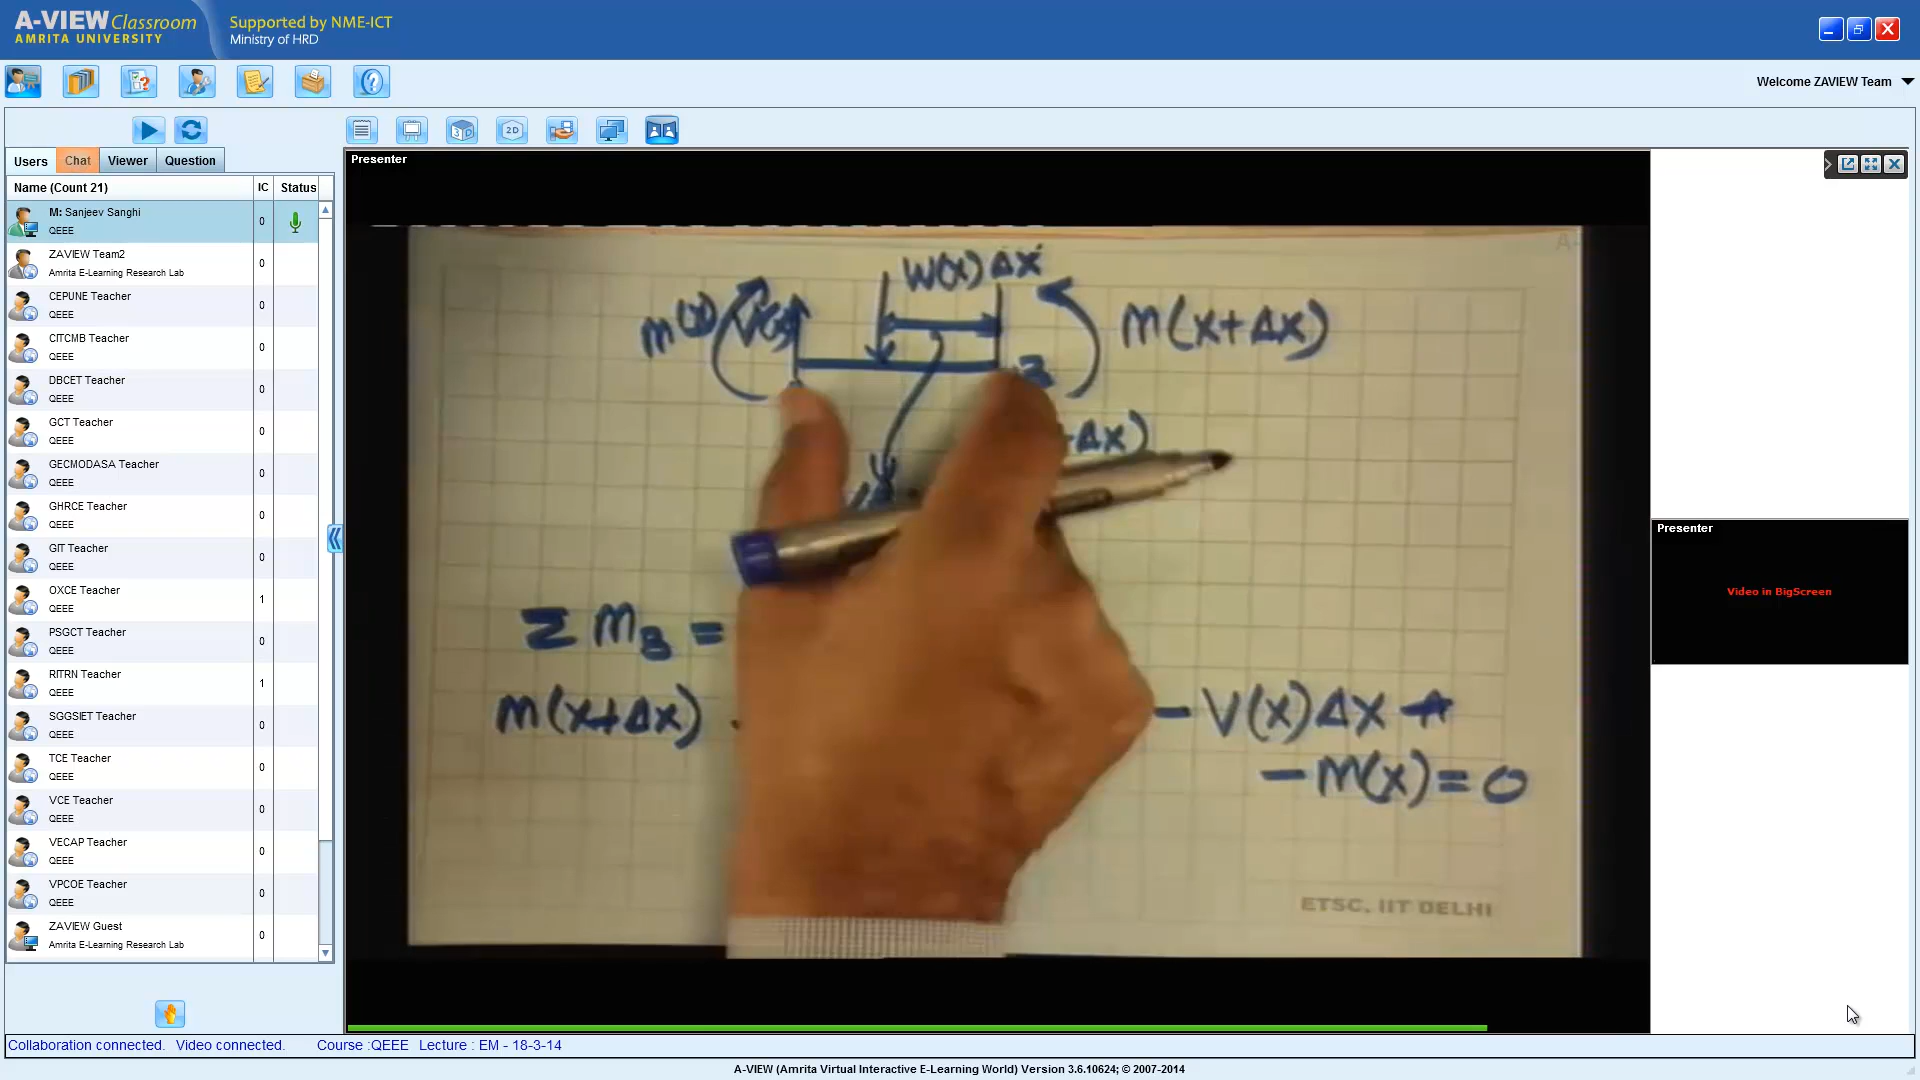 A-VIEW Classroom
AMRITA UNIVERSITY
Supported by NME-ICT
Ministry of HRD
Welcome ZAVIEW Team
3D
2D
Users Chat Viewer Question
Name (Count 21) IC Status
M: Sanjeev Sanghi
QEEE
0
ZAVIEW Team2
Amrita E-Learning Research Lab
0
CEPUNE Teacher
QEEE
0
CITCMB Teacher
QEEE
0
DBCET Teacher
QEEE
0
GCT Teacher
QEEE
0
GECMODASA Teacher
QEEE
0
GHRCE Teacher
QEEE
0
GIT Teacher
QEEE
0
OXCE Teacher
QEEE
1
PSGCT Teacher
QEEE
0
RITRN Teacher
QEEE
1
SGGSIET Teacher
QEEE
0
TCE Teacher
QEEE
0
VCE Teacher
QEEE
0
VECAP Teacher
QEEE
0
VPCOE Teacher
QEEE
0
ZAVIEW Guest
Amrita E-Learning Research Lab
0
Presenter
W(x) Δx
M(x) V(x)
M(x+Δx)
B
Δx)
Σ M_B =
M(x+Δx)
- V(x)Δx +
- M(x) = 0
ETSC, IIT DELHI
Presenter
Video in BigScreen
Collaboration connected. Video connected. Course :QEEE Lecture : EM - 18-3-14
A-VIEW (Amrita Virtual Interactive E-Learning World) Version 3.6.10624; © 2007-2014